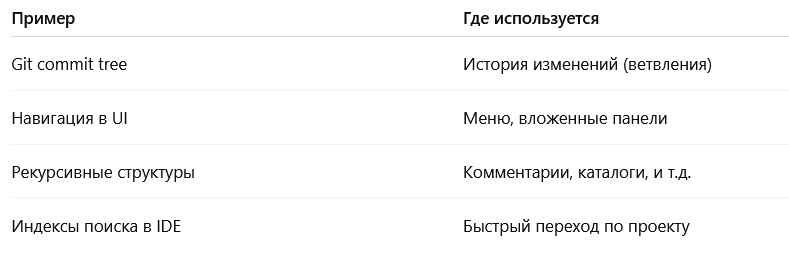 Пример Где используется
Git commit tree История изменений (ветвления)
Навигация в UI Меню, вложенные панели
Рекурсивные структуры Комментарии, каталоги, и т.д.
Индексы поиска в IDE Быстрый переход по проекту